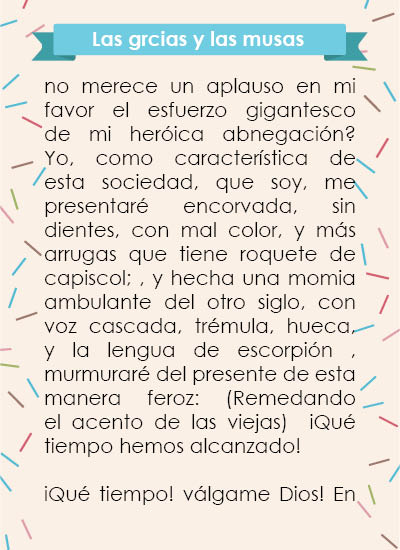 Las grcias y las musas
no merece un aplauso en mi
favor el esfuerzo gigantesco
de mi heróica abnegación?
Yo, como característica de
esta sociedad, que soy, me
presentaré encorvada, sin
dientes, con mal color, y más
arrugas que tiene roquete de
capiscol; , y hecha una momia
ambulante del otro siglo, con
voz cascada, trémula, hueca,
y la lengua de escorpión ,
murmuraré del presente de esta
manera feroz: (Remedando
el acento de las viejas) ¡Qué
tiempo hemos alcanzado!
¡Qué tiempo! válgame Dios! En